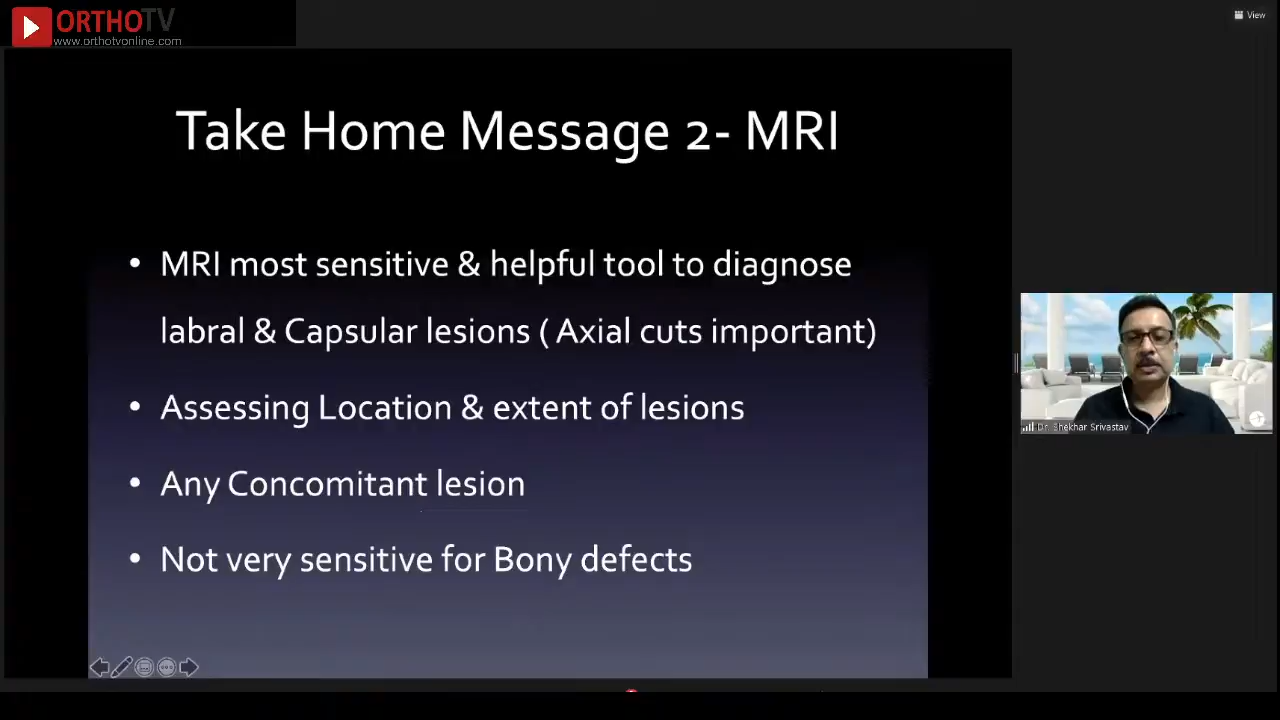 ORTHOTV
www.orthotvonline.com
View
Take Home Message 2- MRI
• MRI most sensitive & helpful tool to diagnose
labral & Capsular lesions ( Axial cuts important)
• Assessing Location & extent of lesions
• Any Concomitant lesion
• Not very sensitive for Bony defects
Dr. Shekhar Srivastav